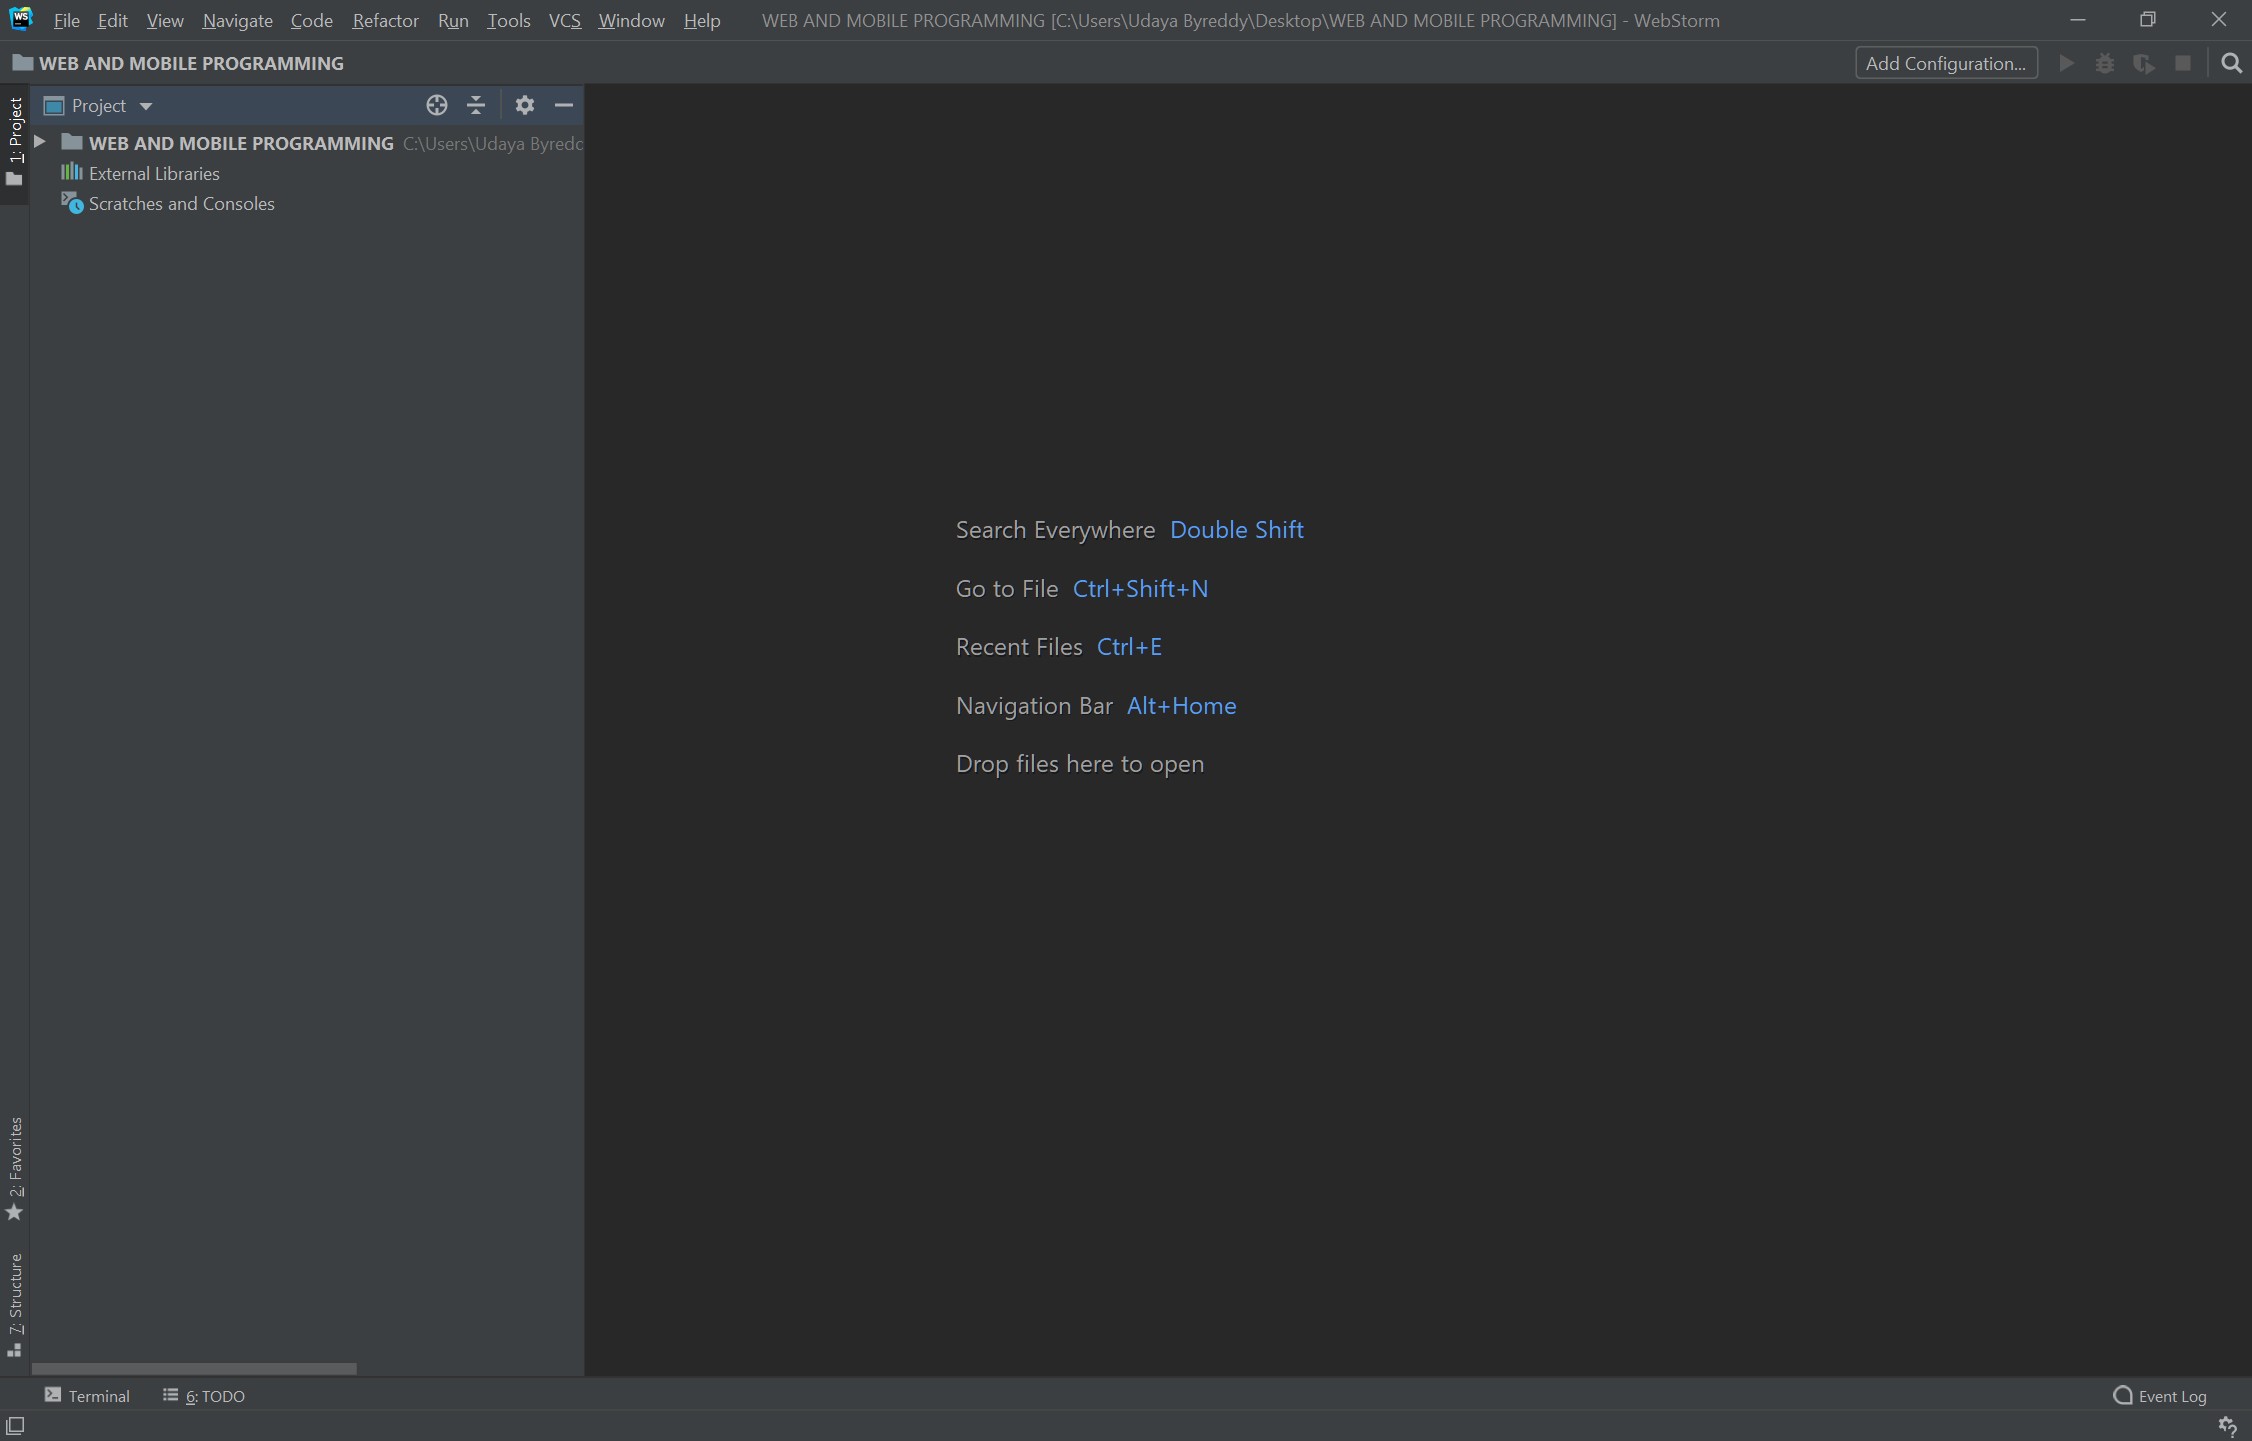 WS File Edit View Navigate Code Refactor Run Tools VCS Window Help WEB AND MOBILE PROGRAMMING [C:\Users\Udaya Byreddy\Desktop\WEB AND MOBILE PROGRAMMING] - WebStorm
WEB AND MOBILE PROGRAMMING Add Configuration...
1: Project
Project
WEB AND MOBILE PROGRAMMING C:\Users\Udaya Byredd
External Libraries
Scratches and Consoles
Search Everywhere Double Shift
Go to File Ctrl+Shift+N
Recent Files Ctrl+E
Navigation Bar Alt+Home
Drop files here to open
2: Favorites
7: Structure
Terminal 6: TODO Event Log